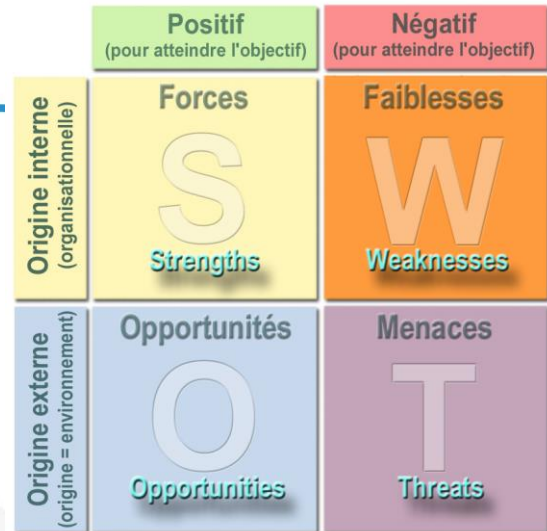 Positif
(pour atteindre l'objectif)
Négatif
(pour atteindre l'objectif)
Origine interne
(organisationnelle)
Forces
S
Strengths
Faiblesses
W
Weaknesses
Origine externe
(origine = environnement)
Opportunités
O
Opportunities
Menaces
T
Threats